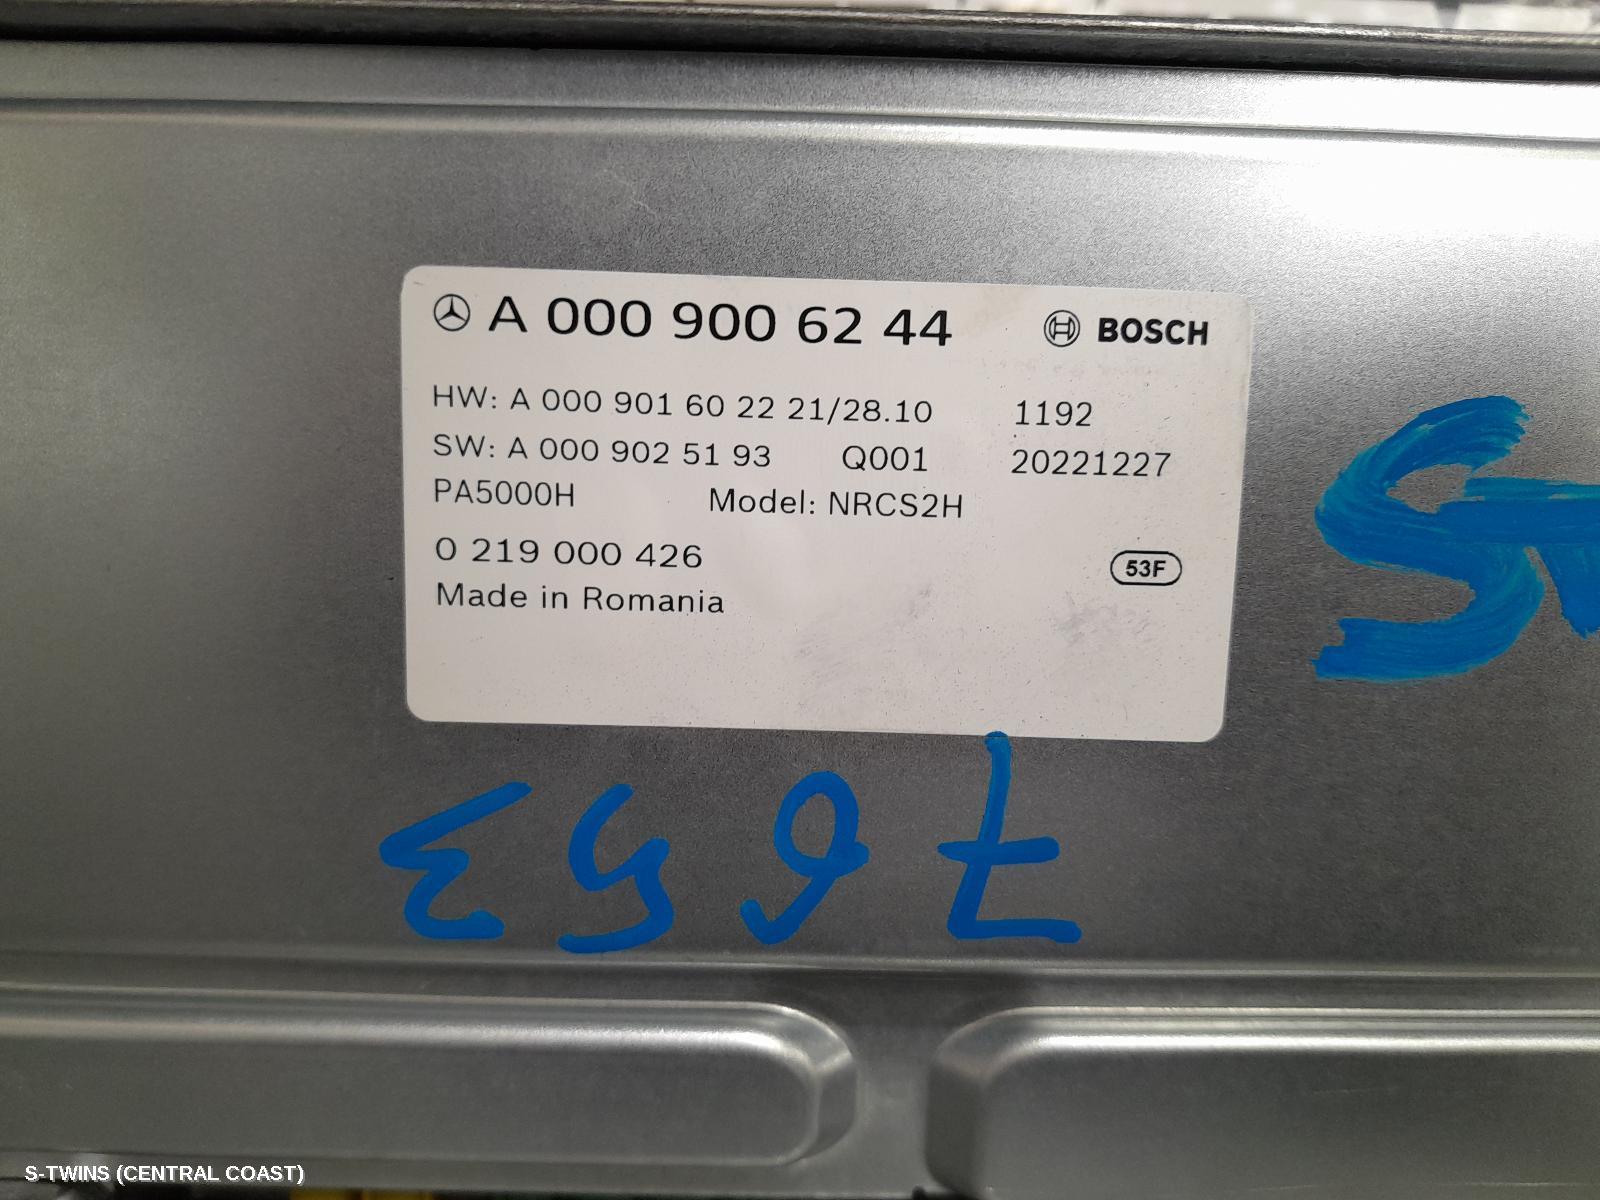 A 000 900 62 44 BOSCH
HW: A 000 901 60 22 21/28.10 1192
SW: A 000 902 51 93 Q001 20221227
PA5000H Model: NRCS2H
0 219 000 426
53F
Made in Romania
7653
S-TWINS (CENTRAL COAST)